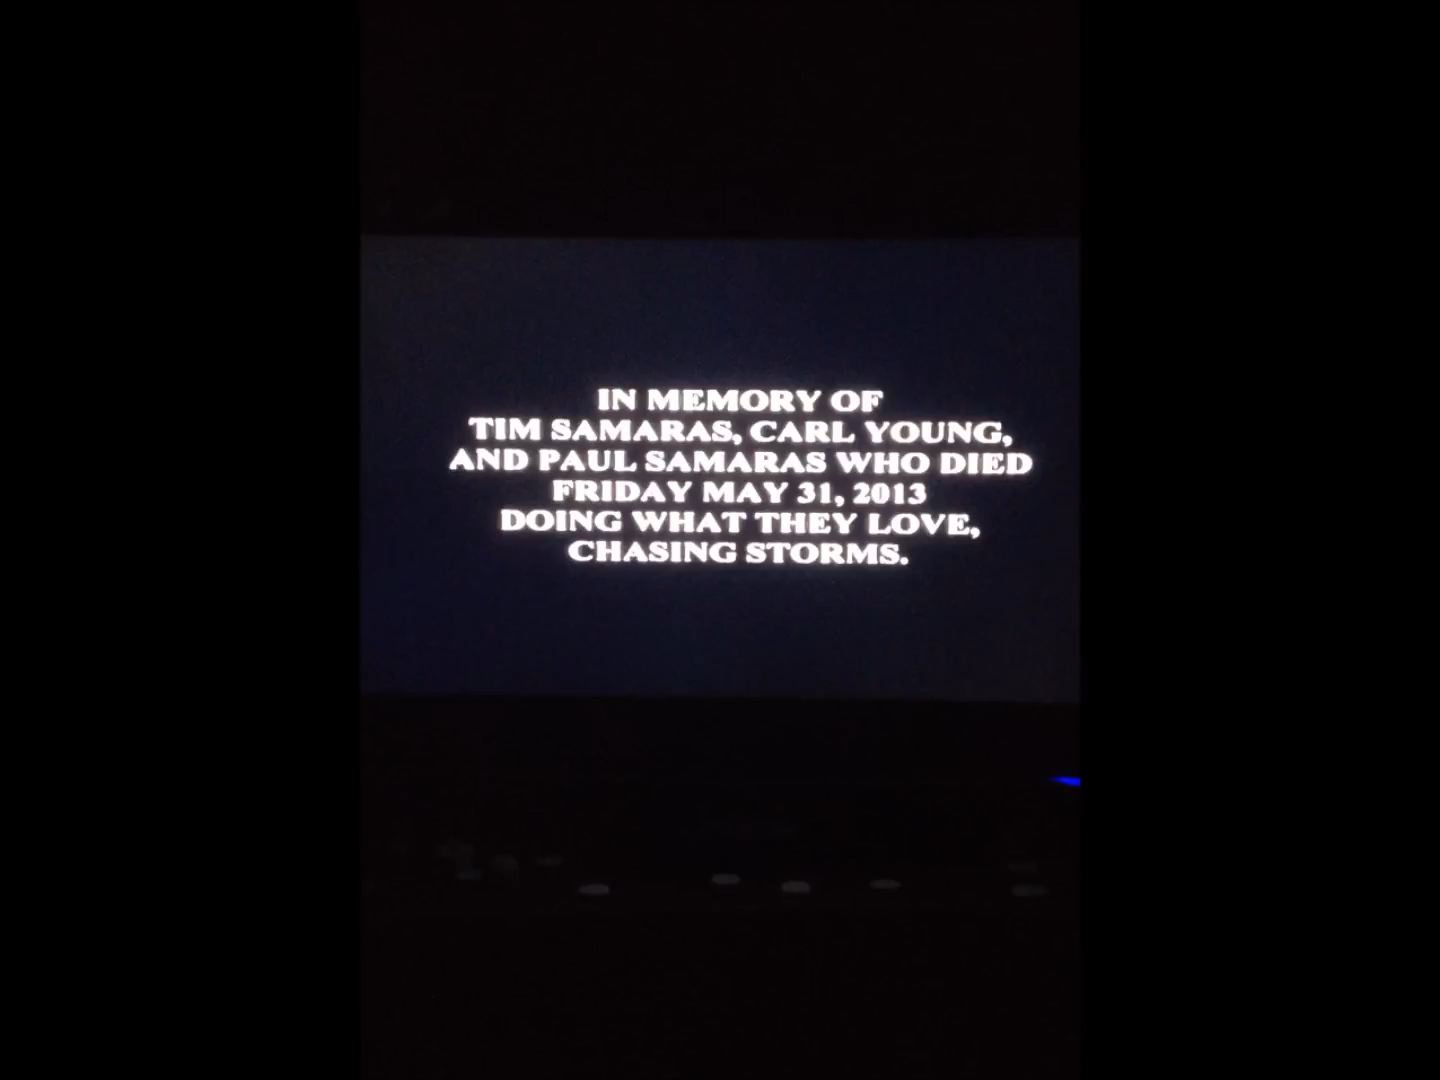 IN MEMORY OF
TIM SAMARAS, CARL YOUNG,
AND PAUL SAMARAS WHO DIED
FRIDAY MAY 31, 2013
DOING WHAT THEY LOVE,
CHASING STORMS.